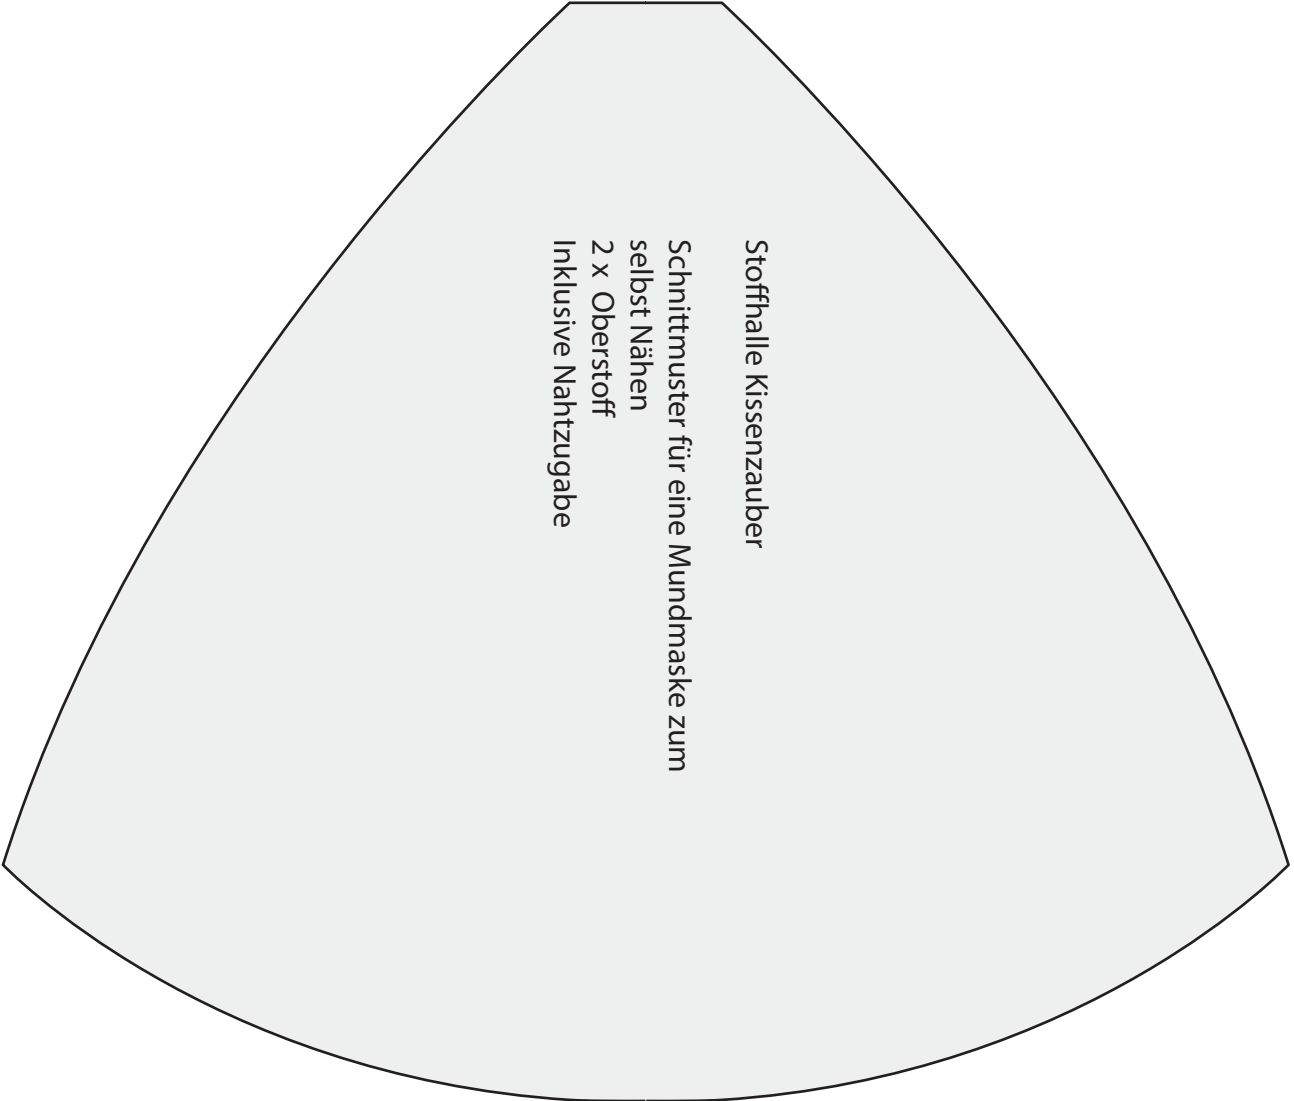 Stoffhalle Kissenzauber
Schnittmuster für eine Mundmaske zum
selbst Nähen
2 x Oberstoff
Inklusive Nahtzugabe